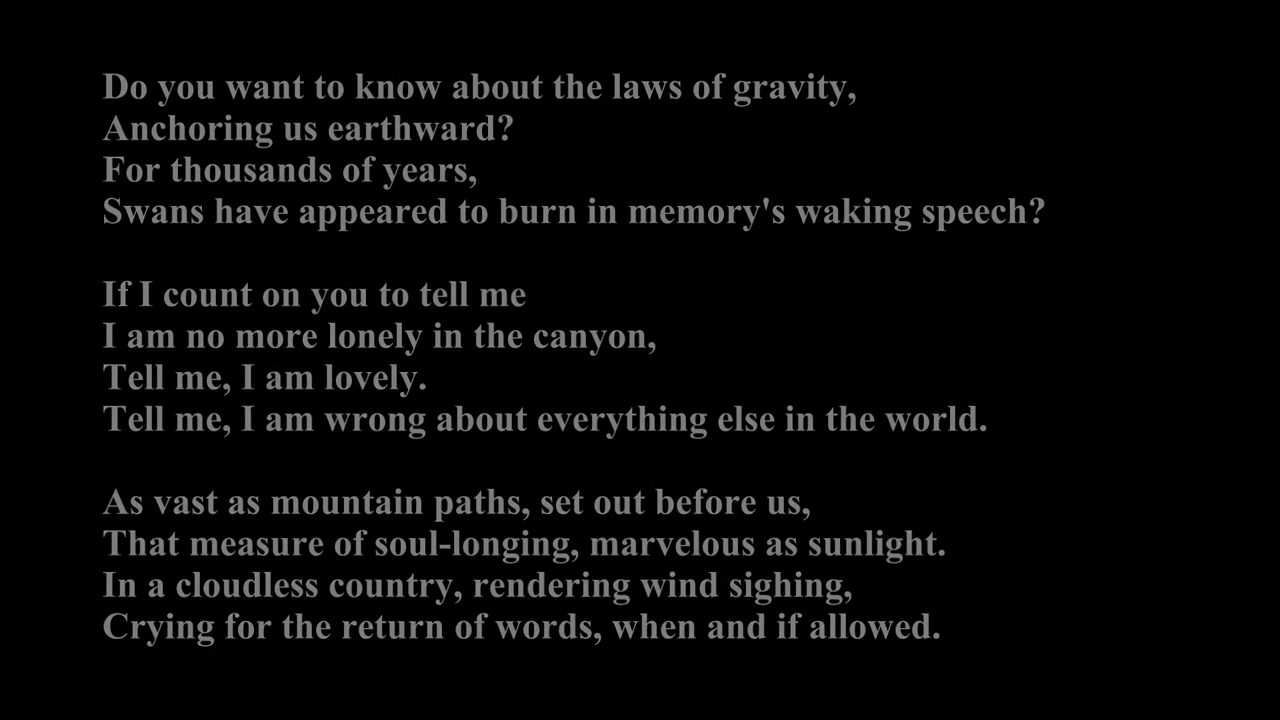 Do you want to know about the laws of gravity,
Anchoring us earthward?
For thousands of years,
Swans have appeared to burn in memory's waking speech?
If I count on you to tell me
I am no more lonely in the canyon,
Tell me, I am lovely.
Tell me, I am wrong about everything else in the world.
As vast as mountain paths, set out before us,
That measure of soul-longing, marvelous as sunlight.
In a cloudless country, rendering wind sighing,
Crying for the return of words, when and if allowed.